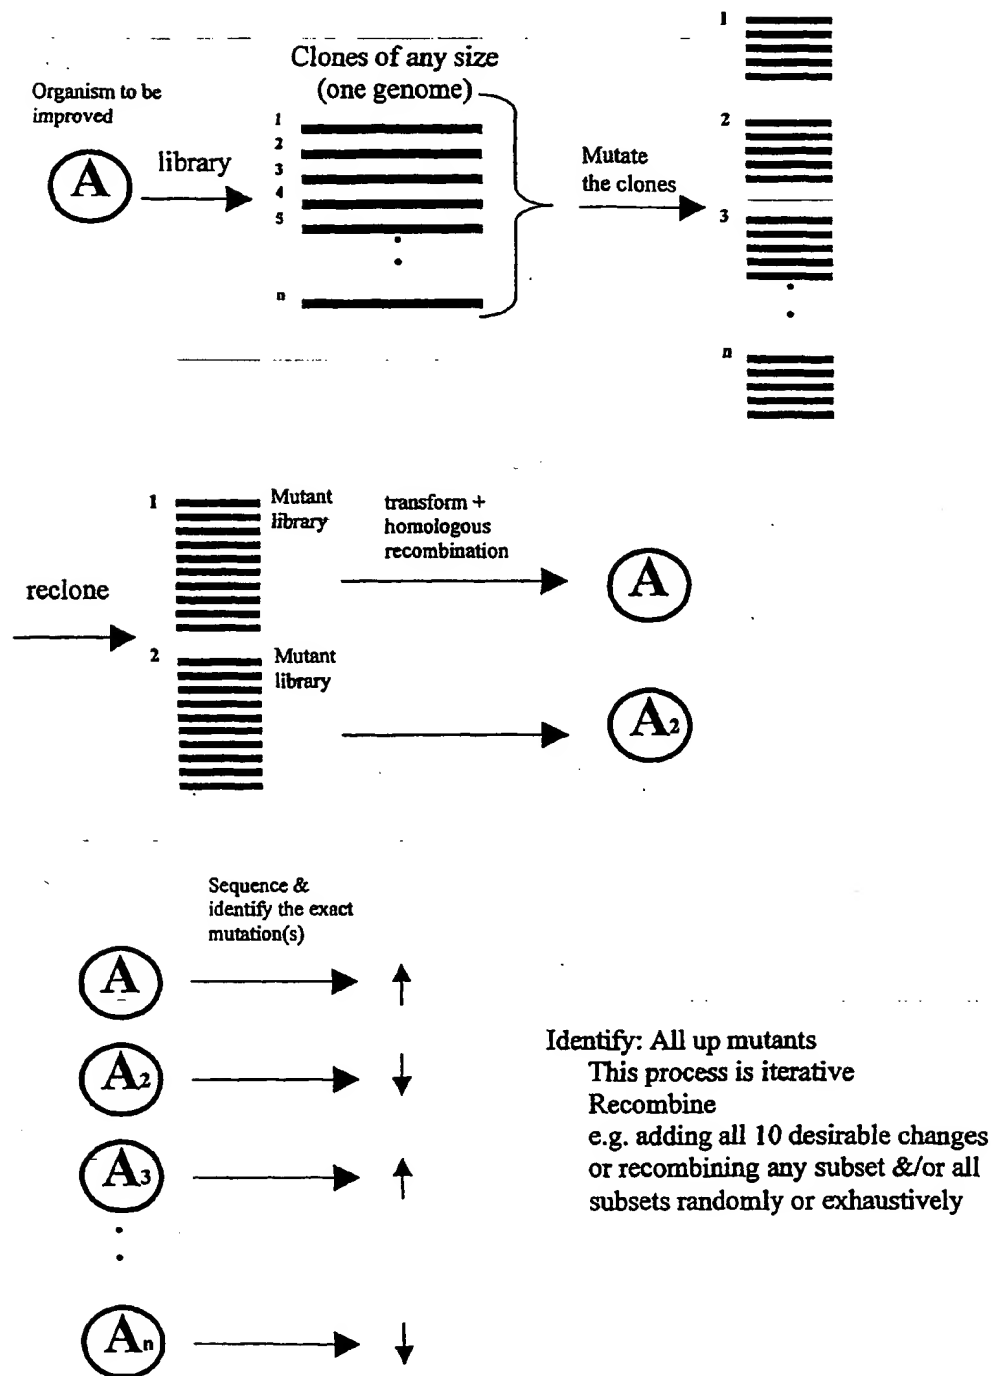 Organism to be
improved
A
library
Clones of any size
(one genome)
1
2
3
4
5
n
Mutate
the clones
1
2
3
n
reclone
1
Mutant
library
2
Mutant
library
transform +
homologous
recombination
A
A2
Sequence &
identify the exact
mutation(s)
A
A2
A3
An
Identify: All up mutants
This process is iterative
Recombine
e.g. adding all 10 desirable changes
or recombining any subset &/or all
subsets randomly or exhaustively